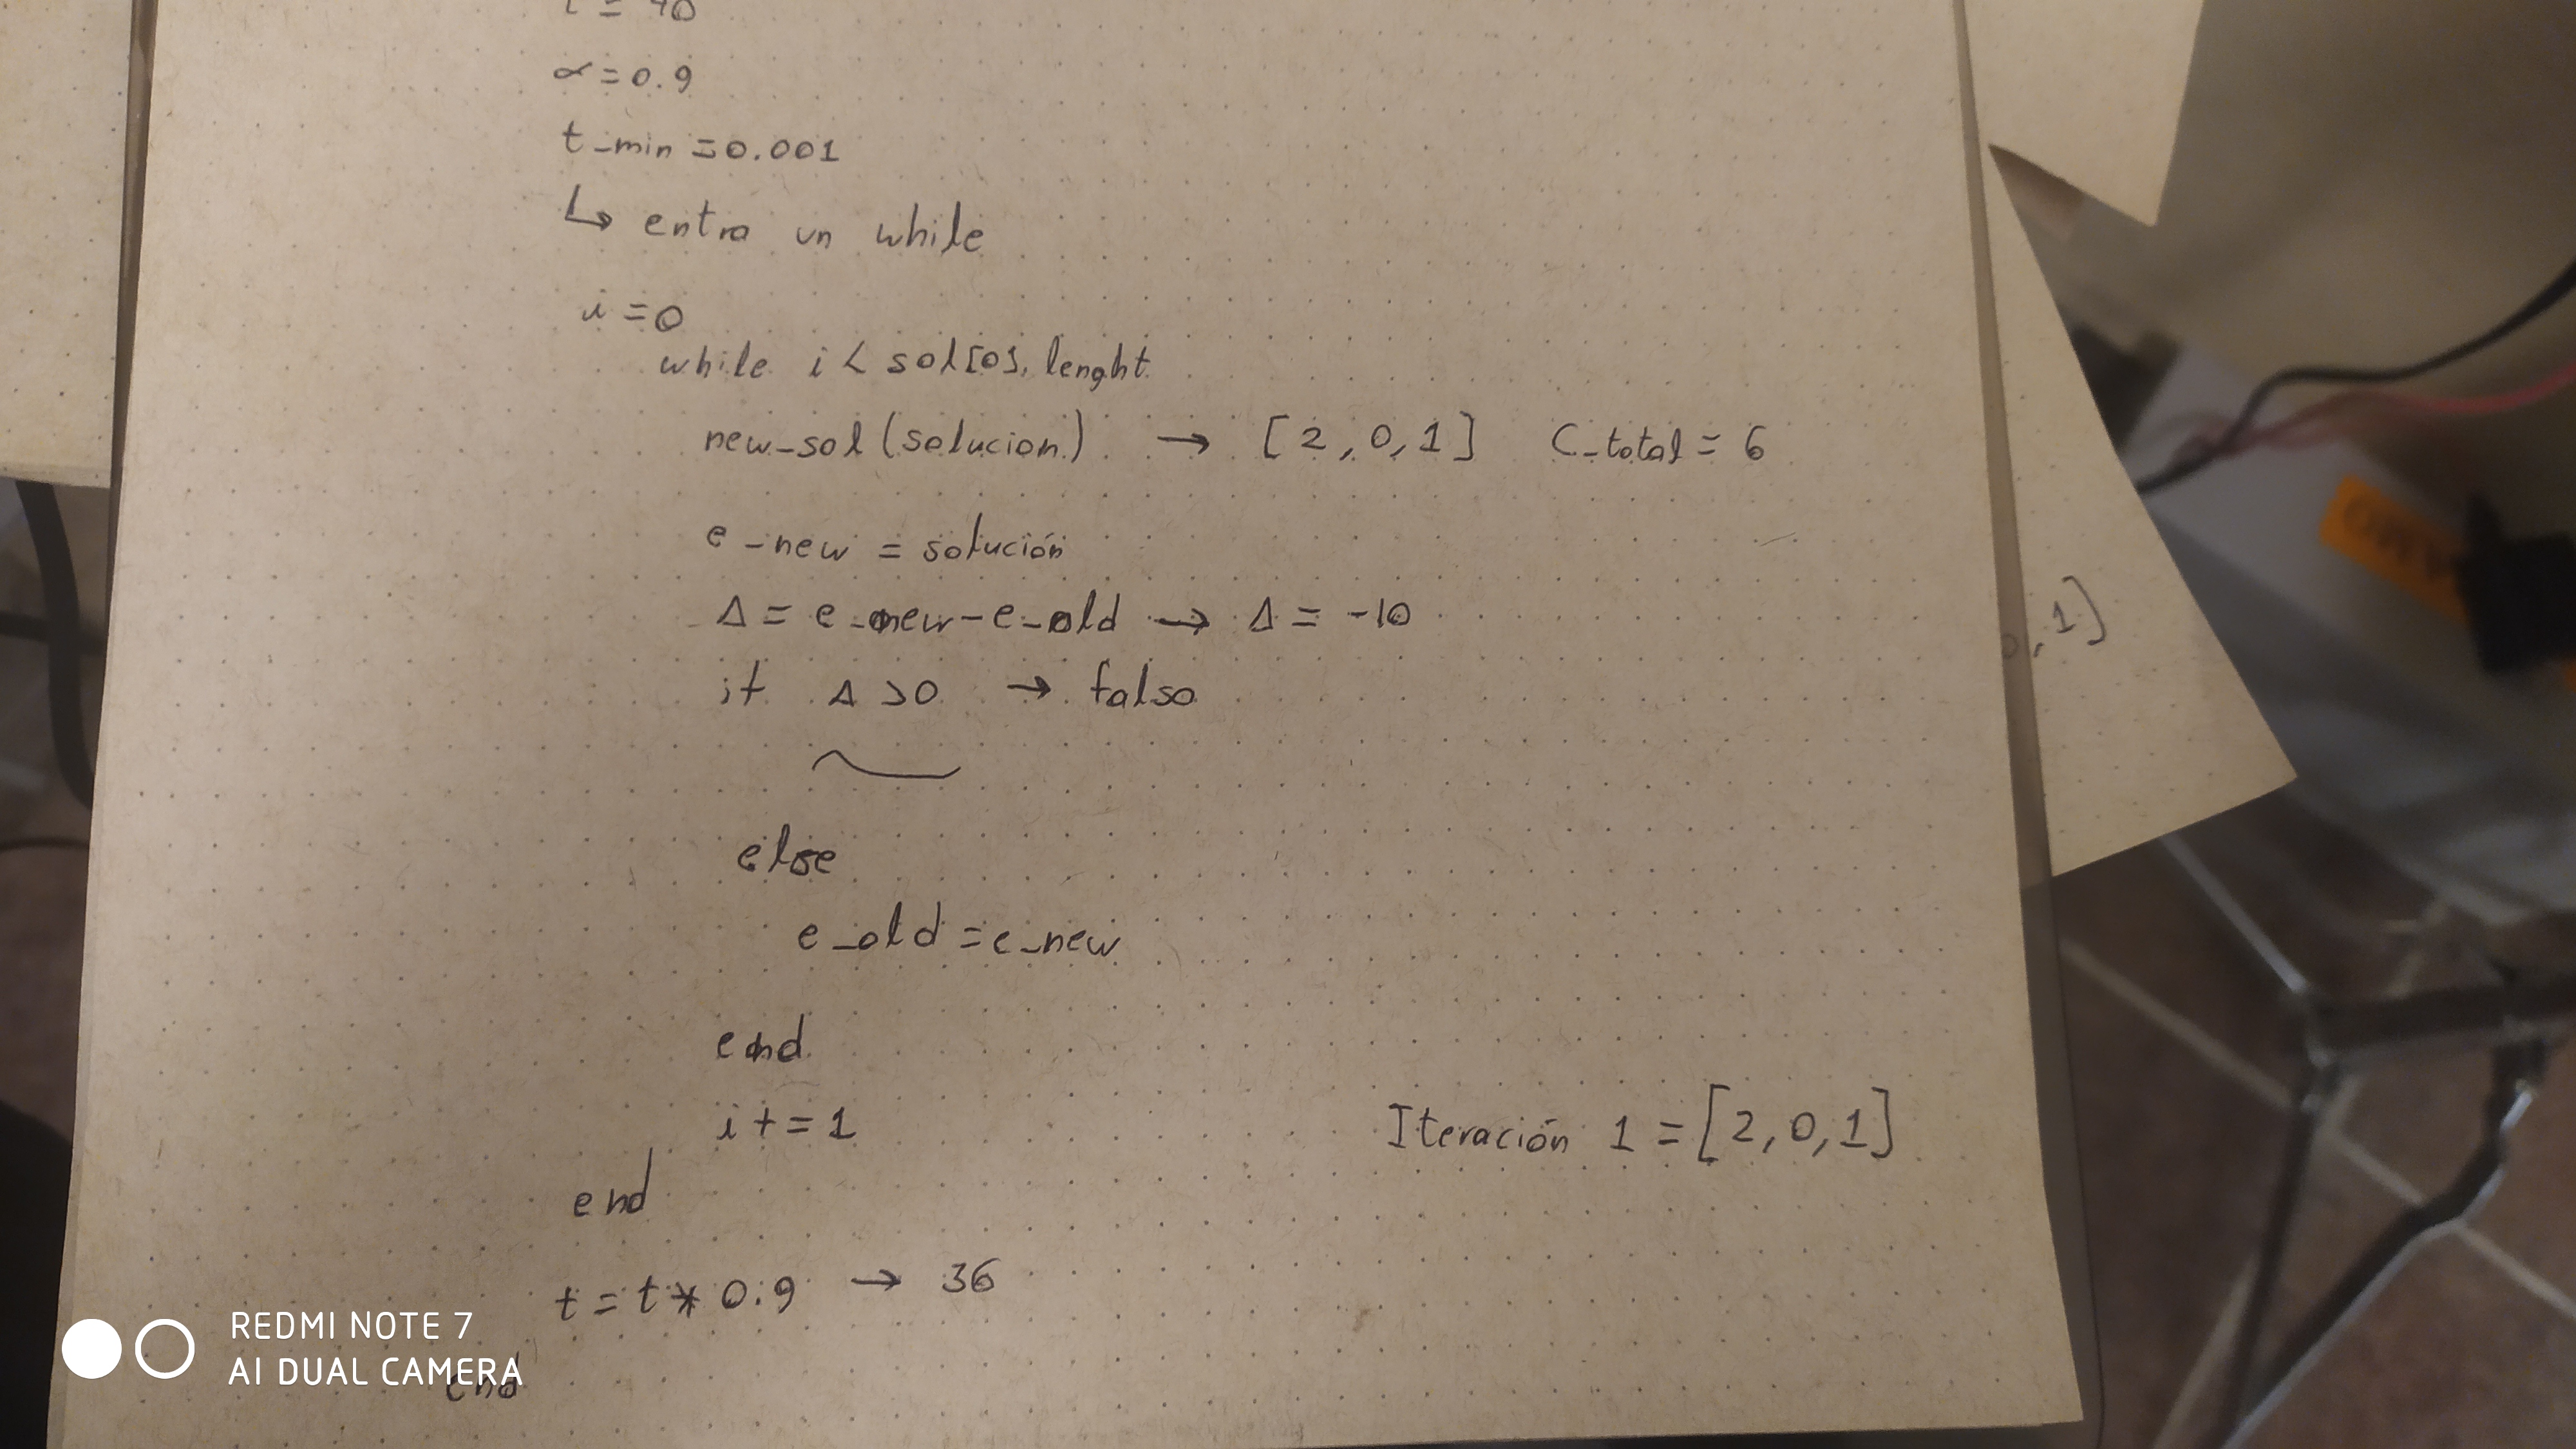 t = 40
α = 0.9
t_min = 0.001
↳ entra un while
i = 0
while i < sol[0].lenght
new_sol (solucion) → [2,0,1] C_total = 6
e_new = solución
Δ = e_new - e_old → Δ = -10
if Δ > 0 → falso
else
e_old = e_new
end
i += 1
Iteración 1 = [2,0,1]
end
t = t * 0.9 → 36
end
,1]
REDMI NOTE 7
AI DUAL CAMERA